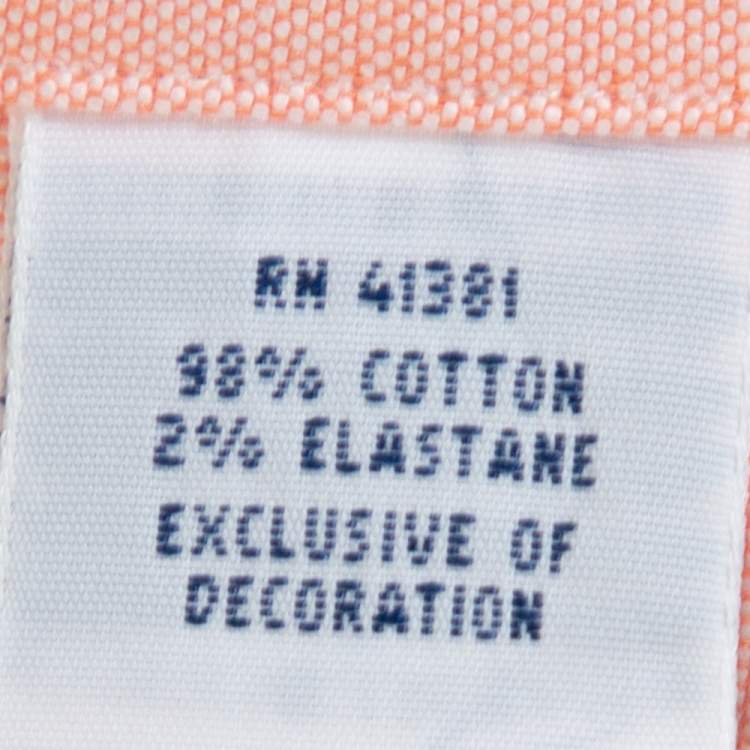 RN 41381
98% COTTON
2% ELASTANE
EXCLUSIVE OF
DECORATION